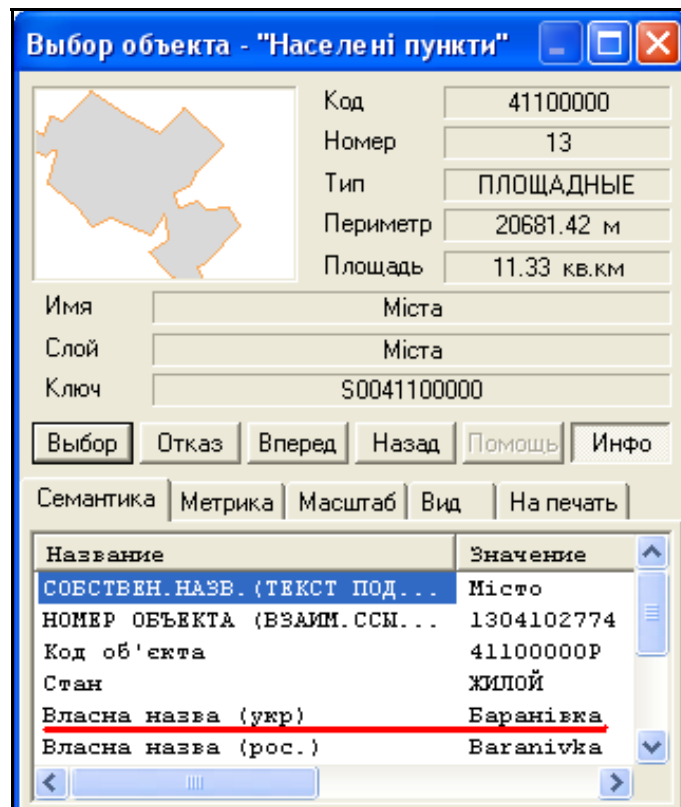 Выбор объекта - "Населені пункти"
Код 41100000
Номер 13
Тип ПЛОЩАДНЫЕ
Периметр 20681.42 м
Площадь 11.33 кв.км
Имя Міста
Слой Міста
Ключ S0041100000
Выбор Отказ Вперед Назад Помощь Инфо
Семантика Метрика Масштаб Вид На печать
Название Значение
СОБСТВЕН.НАЗВ.(ТЕКСТ ПОД... Місто
НОМЕР ОБЪЕКТА (ВЗАИМ.ССЫ... 1304102774
Код об'єкта 41100000P
Стан ЖИЛОЙ
Власна назва (укр) Баранівка
Власна назва (рос.) Baranivka